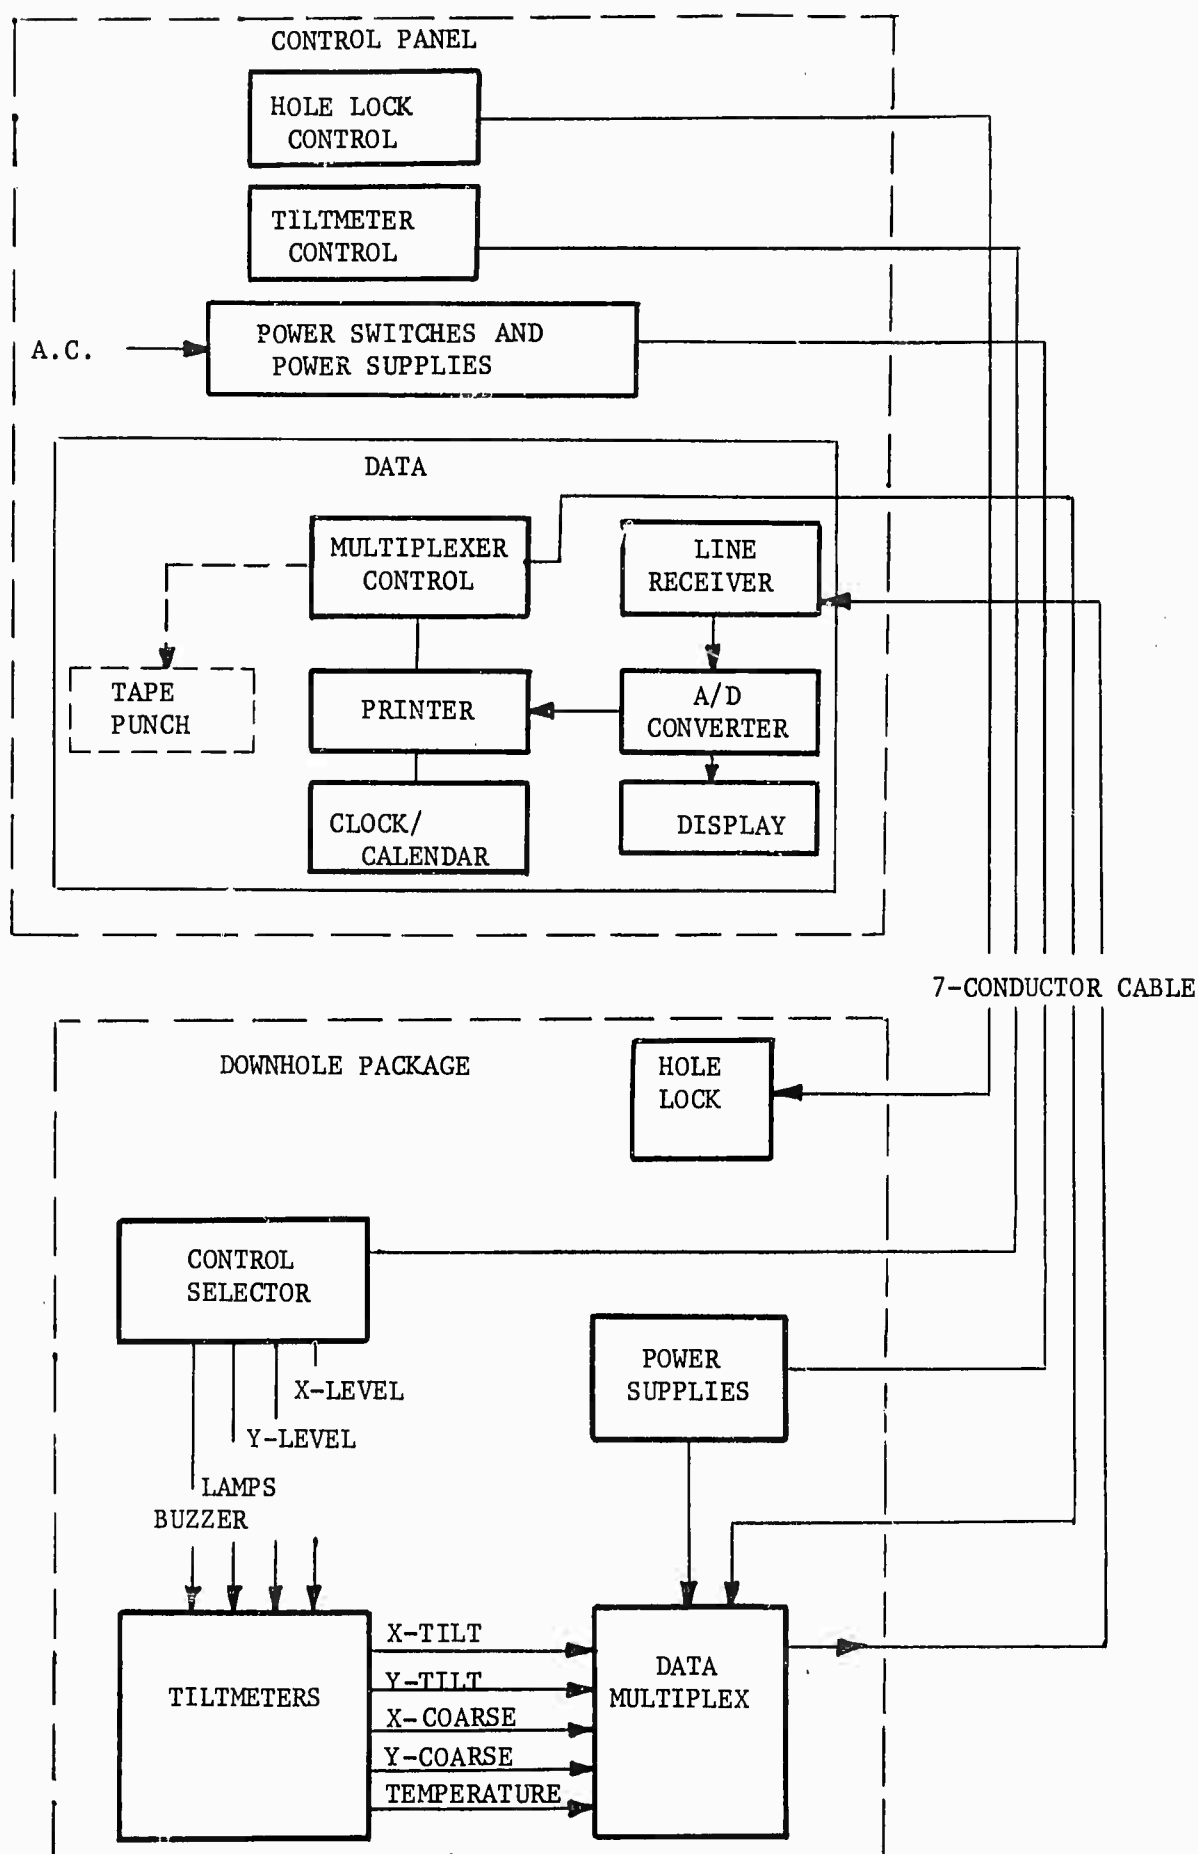 CONTROL PANEL
HOLE LOCK
CONTROL
TILTMETER
CONTROL
A.C.
POWER SWITCHES AND
POWER SUPPLIES
DATA
MULTIPLEXER
CONTROL
LINE
RECEIVER
TAPE
PUNCH
PRINTER
A/D
CONVERTER
CLOCK/
CALENDAR
DISPLAY
7-CONDUCTOR CABLE
DOWNHOLE PACKAGE
HOLE
LOCK
CONTROL
SELECTOR
POWER
SUPPLIES
X-LEVEL
Y-LEVEL
LAMPS
BUZZER
TILTMETERS
X-TILT
Y-TILT
X-COARSE
Y-COARSE
TEMPERATURE
DATA
MULTIPLEX